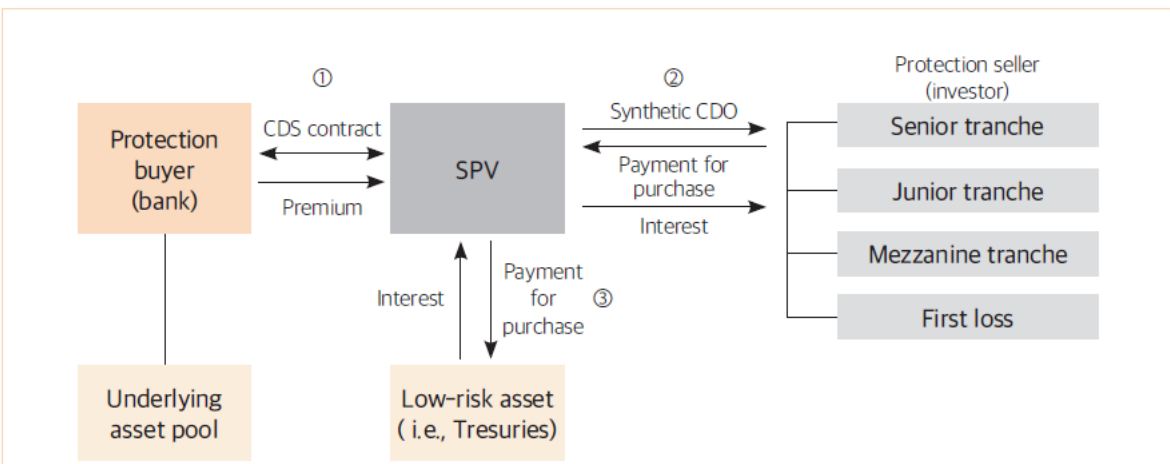 ①
②
Protection seller
(investor)
Protection
buyer
(bank)
CDS contract
Premium
SPV
Synthetic CDO
Payment for
purchase
Interest
Senior tranche
Junior tranche
Mezzanine tranche
First loss
Interest
Payment
for
purchase
③
Underlying
asset pool
Low-risk asset
( i.e., Tresuries)